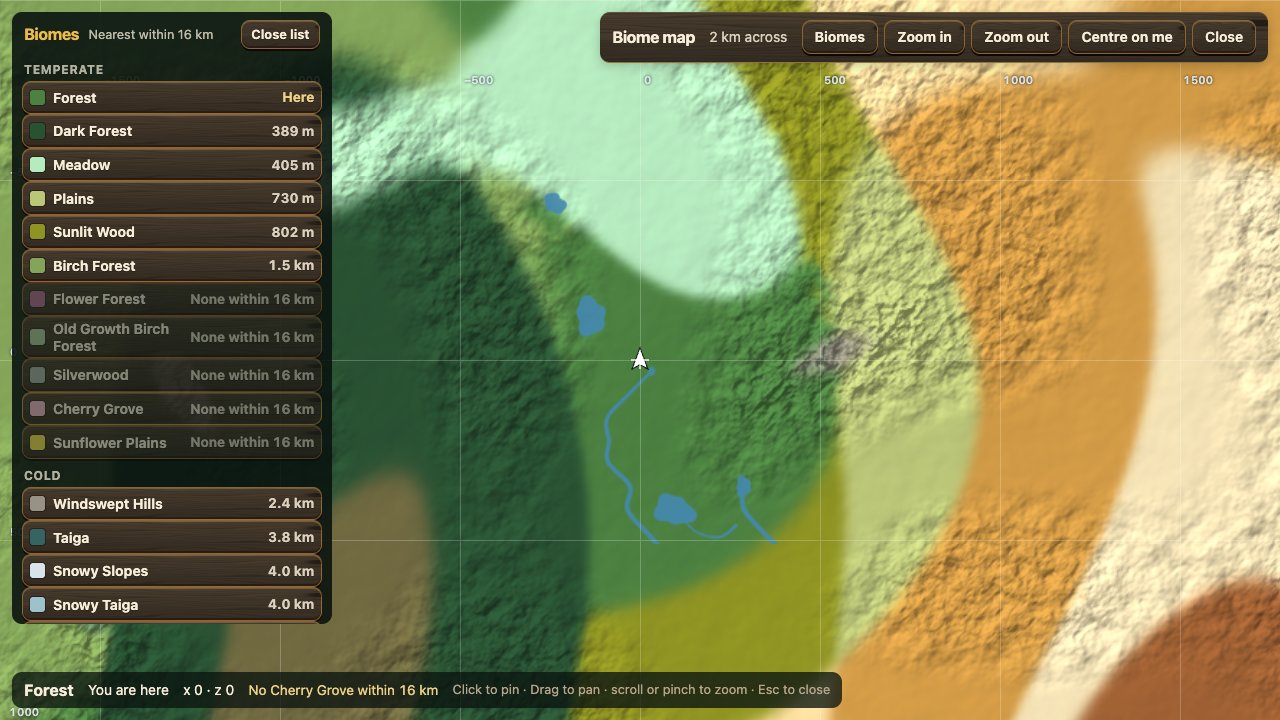 Biomes Nearest within 16 km Close list
Biome map 2 km across Biomes Zoom in Zoom out Centre on me Close
TEMPERATE
−500 0 500 1000 1500
Forest Here
Dark Forest 389 m
Meadow 405 m
Plains 730 m
Sunlit Wood 802 m
Birch Forest 1.5 km
Flower Forest None within 16 km
Old Growth Birch
Forest None within 16 km
Silverwood None within 16 km
Cherry Grove None within 16 km
Sunflower Plains None within 16 km
COLD
Windswept Hills 2.4 km
Taiga 3.8 km
Snowy Slopes 4.0 km
Snowy Taiga 4.0 km
Forest You are here x 0 · z 0 No Cherry Grove within 16 km Click to pin · Drag to pan · scroll or pinch to zoom · Esc to close
1000